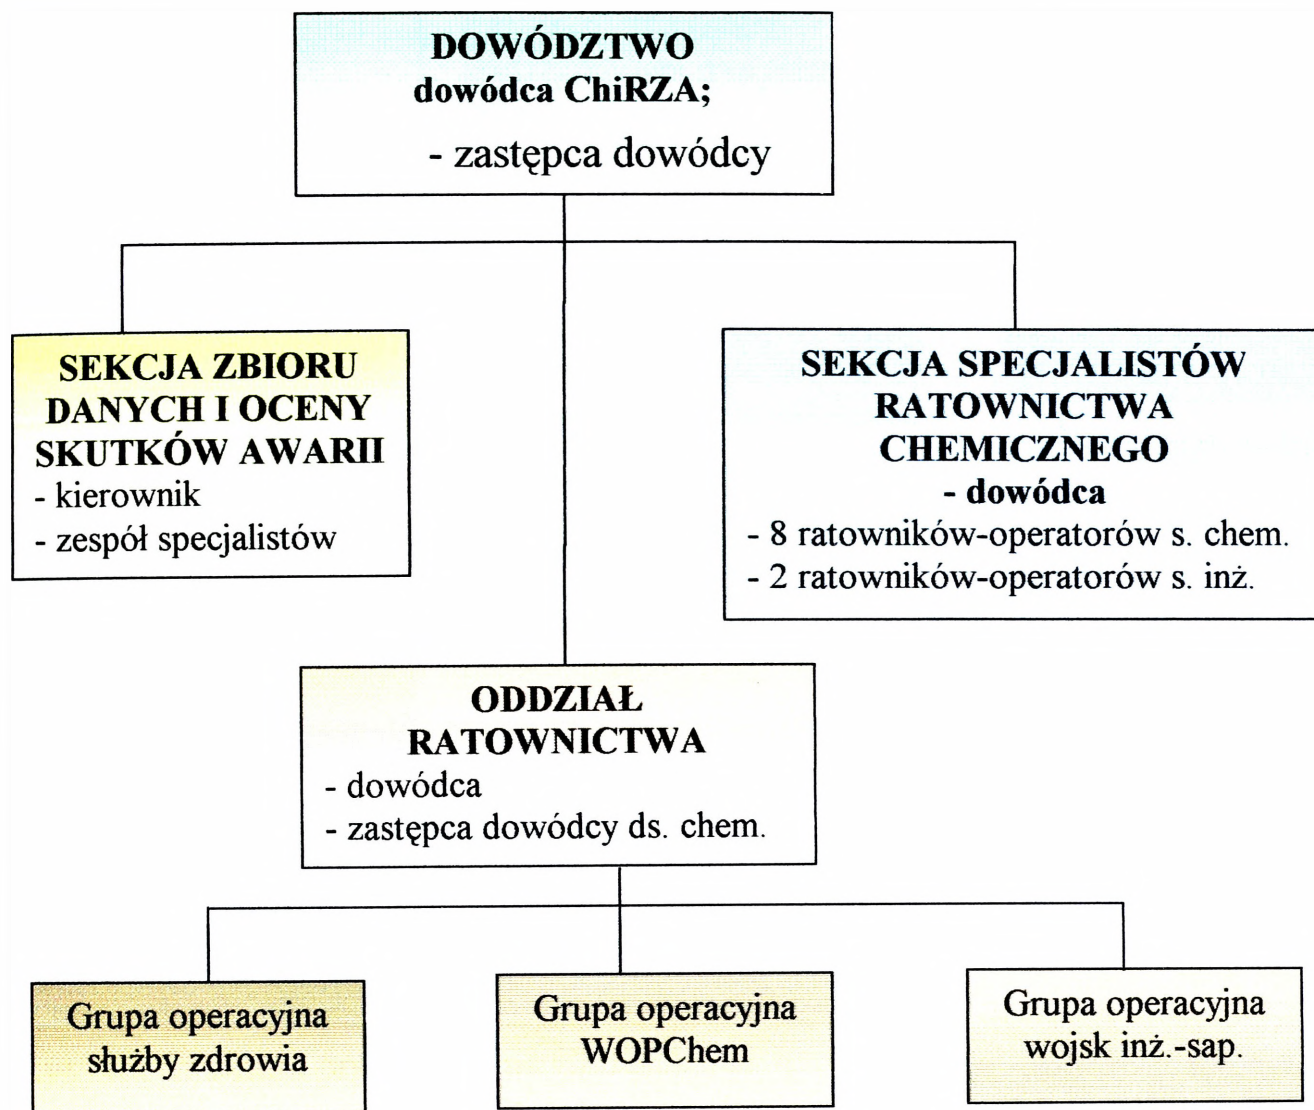 DOWÓDZTWO
dowódca ChiRZA;
- zastępca dowódcy
SEKCJA ZBIORU
DANYCH I OCENY
SKUTKÓW AWARII
- kierownik
- zespół specjalistów
SEKCJA SPECJALISTÓW
RATOWNICTWA
CHEMICZNEGO
- dowódca
- 8 ratowników-operatorów s. chem.
- 2 ratowników-operatorów s. inż.
ODDZIAŁ
RATOWNICTWA
- dowódca
- zastępca dowódcy ds. chem.
Grupa operacyjna
służby zdrowia
Grupa operacyjna
WOPChem
Grupa operacyjna
wojsk inż.-sap.